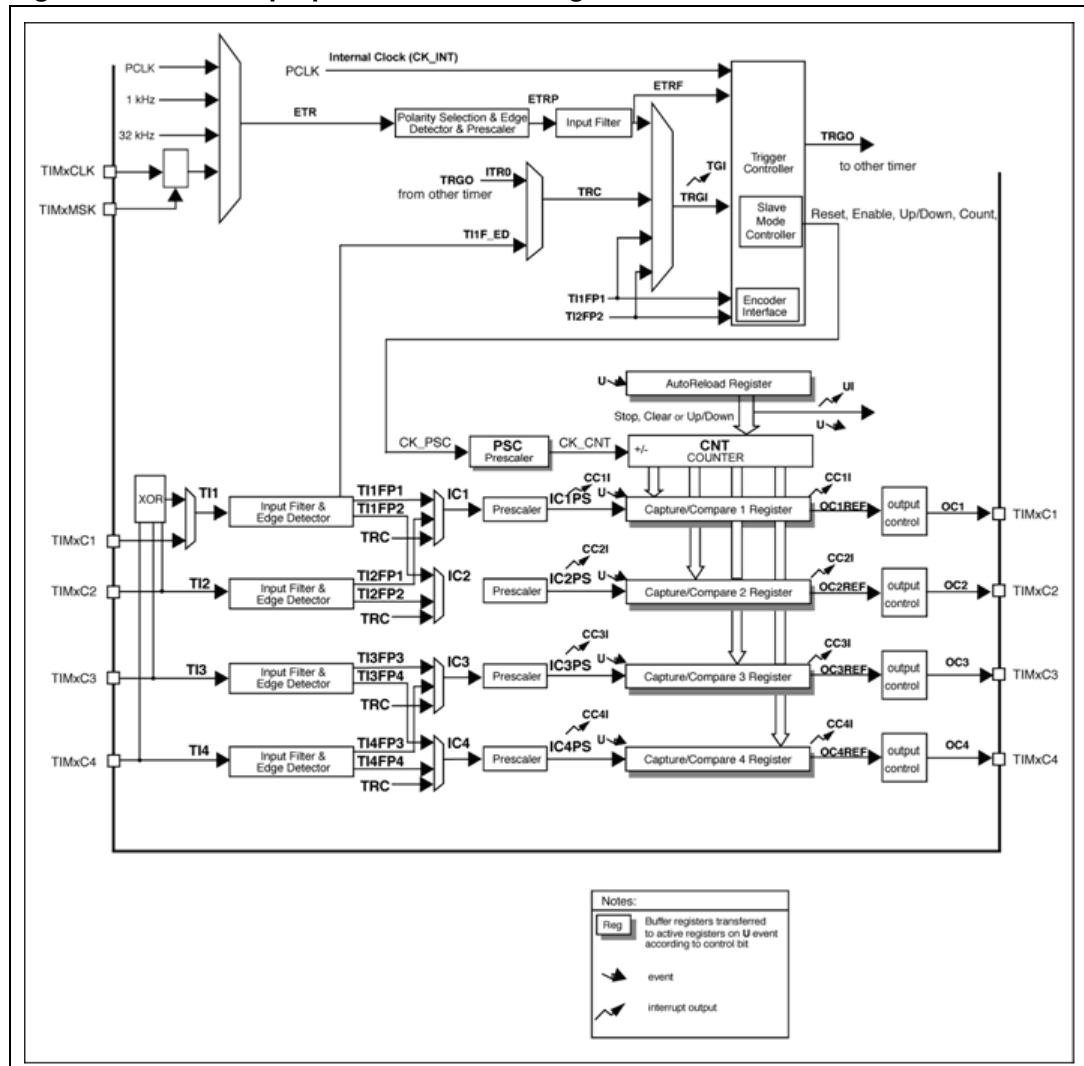 Internal Clock (CK_INT)
PCLK
PCLK
1 kHz
32 kHz
TIMxCLK
TIMxMSK
ETR
Polarity Selection & Edge
Detector & Prescaler
ETRP
Input Filter
ETRF
TRGO
from other timer
ITR0
TI1F_ED
TRC
TGI
TRGI
TI1FP1
TI2FP2
Trigger
Controller
Slave
Mode
Controller
Encoder
Interface
TRGO
to other timer
Reset, Enable, Up/Down, Count,
U
AutoReload Register
UI
U
Stop, Clear or Up/Down
CK_PSC
PSC
Prescaler
CK_CNT
+/-
CNT
COUNTER
XOR
TIMxC1
TI1
Input Filter &
Edge Detector
TI1FP1
TI1FP2
TRC
IC1
Prescaler
CC1I
IC1PS
U
Capture/Compare 1 Register
CC1I
OC1REF
output
control
OC1
TIMxC1
TIMxC2
TI2
Input Filter &
Edge Detector
TI2FP1
TI2FP2
TRC
IC2
Prescaler
CC2I
IC2PS
U
Capture/Compare 2 Register
CC2I
OC2REF
output
control
OC2
TIMxC2
TIMxC3
TI3
Input Filter &
Edge Detector
TI3FP3
TI3FP4
TRC
IC3
Prescaler
CC3I
IC3PS
U
Capture/Compare 3 Register
CC3I
OC3REF
output
control
OC3
TIMxC3
TIMxC4
TI4
Input Filter &
Edge Detector
TI4FP3
TI4FP4
TRC
IC4
Prescaler
CC4I
IC4PS
U
Capture/Compare 4 Register
CC4I
OC4REF
output
control
OC4
TIMxC4
Notes:
Reg
Buffer registers transferred
to active registers on U event
according to control bit
event
interrupt output